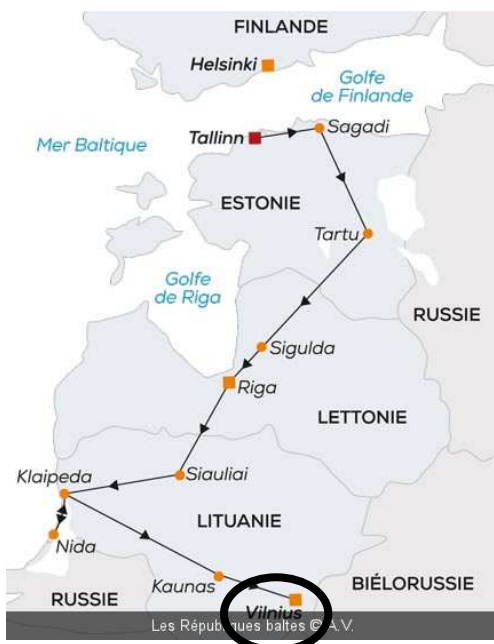 FINLANDE
Helsinki
Golfe
de Finlande
Mer Baltique
Tallinn
Sagadi
ESTONIE
Tartu
Golfe
de Riga
RUSSIE
Sigulda
Riga
LETTONIE
Siauliai
Klaipeda
LITUANIE
Nida
Kaunas
BIÉLORUSSIE
RUSSIE
Vilnius
Les Républiques baltes © A.V.